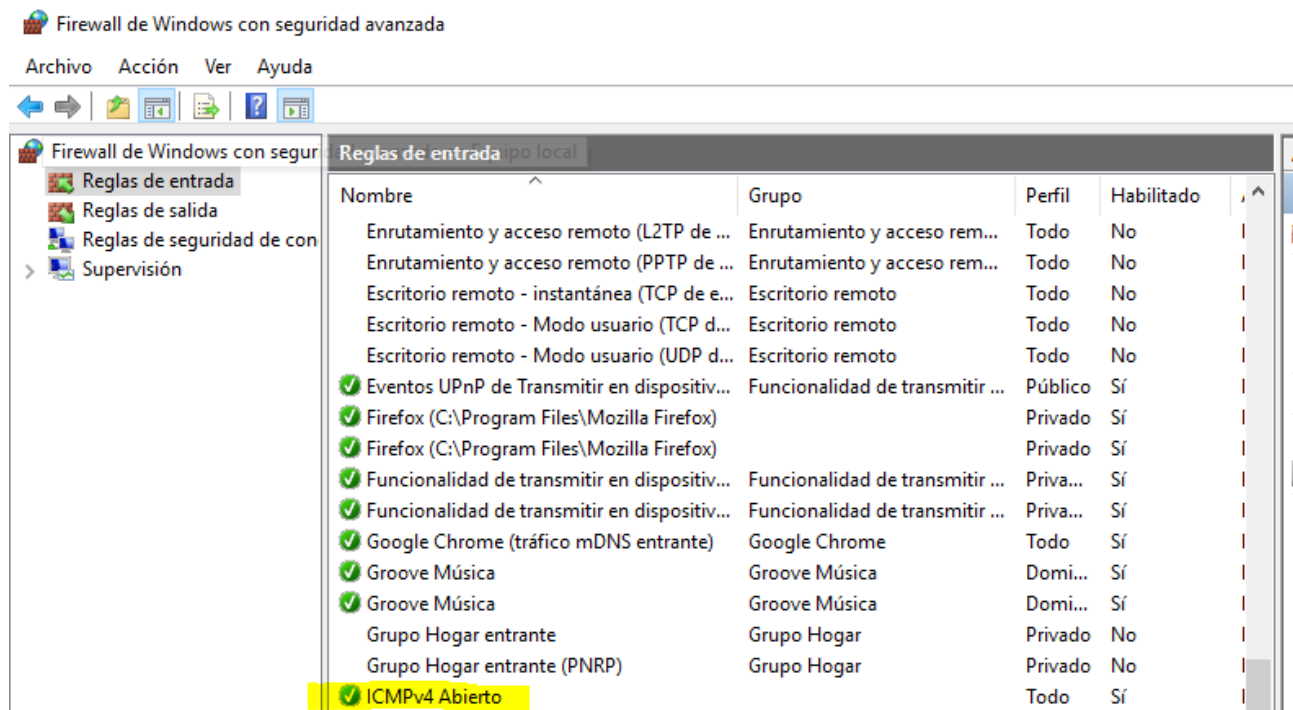 Firewall de Windows con seguridad avanzada
Archivo Acción Ver Ayuda
Firewall de Windows con seguri
Reglas de entrada
Reglas de salida
Reglas de seguridad de con
Supervisión
Reglas de entrada ipo local
Nombre Grupo Perfil Habilitado
Enrutamiento y acceso remoto (L2TP de ... Enrutamiento y acceso rem... Todo No
Enrutamiento y acceso remoto (PPTP de ... Enrutamiento y acceso rem... Todo No
Escritorio remoto - instantánea (TCP de e... Escritorio remoto Todo No
Escritorio remoto - Modo usuario (TCP d... Escritorio remoto Todo No
Escritorio remoto - Modo usuario (UDP d... Escritorio remoto Todo No
Eventos UPnP de Transmitir en dispositiv... Funcionalidad de transmitir ... Público Sí
Firefox (C:\Program Files\Mozilla Firefox) Privado Sí
Firefox (C:\Program Files\Mozilla Firefox) Privado Sí
Funcionalidad de transmitir en dispositiv... Funcionalidad de transmitir ... Priva... Sí
Funcionalidad de transmitir en dispositiv... Funcionalidad de transmitir ... Priva... Sí
Google Chrome (tráfico mDNS entrante) Google Chrome Todo Sí
Groove Música Groove Música Domi... Sí
Groove Música Groove Música Domi... Sí
Grupo Hogar entrante Grupo Hogar Privado No
Grupo Hogar entrante (PNRP) Grupo Hogar Privado No
ICMPv4 Abierto Todo Sí